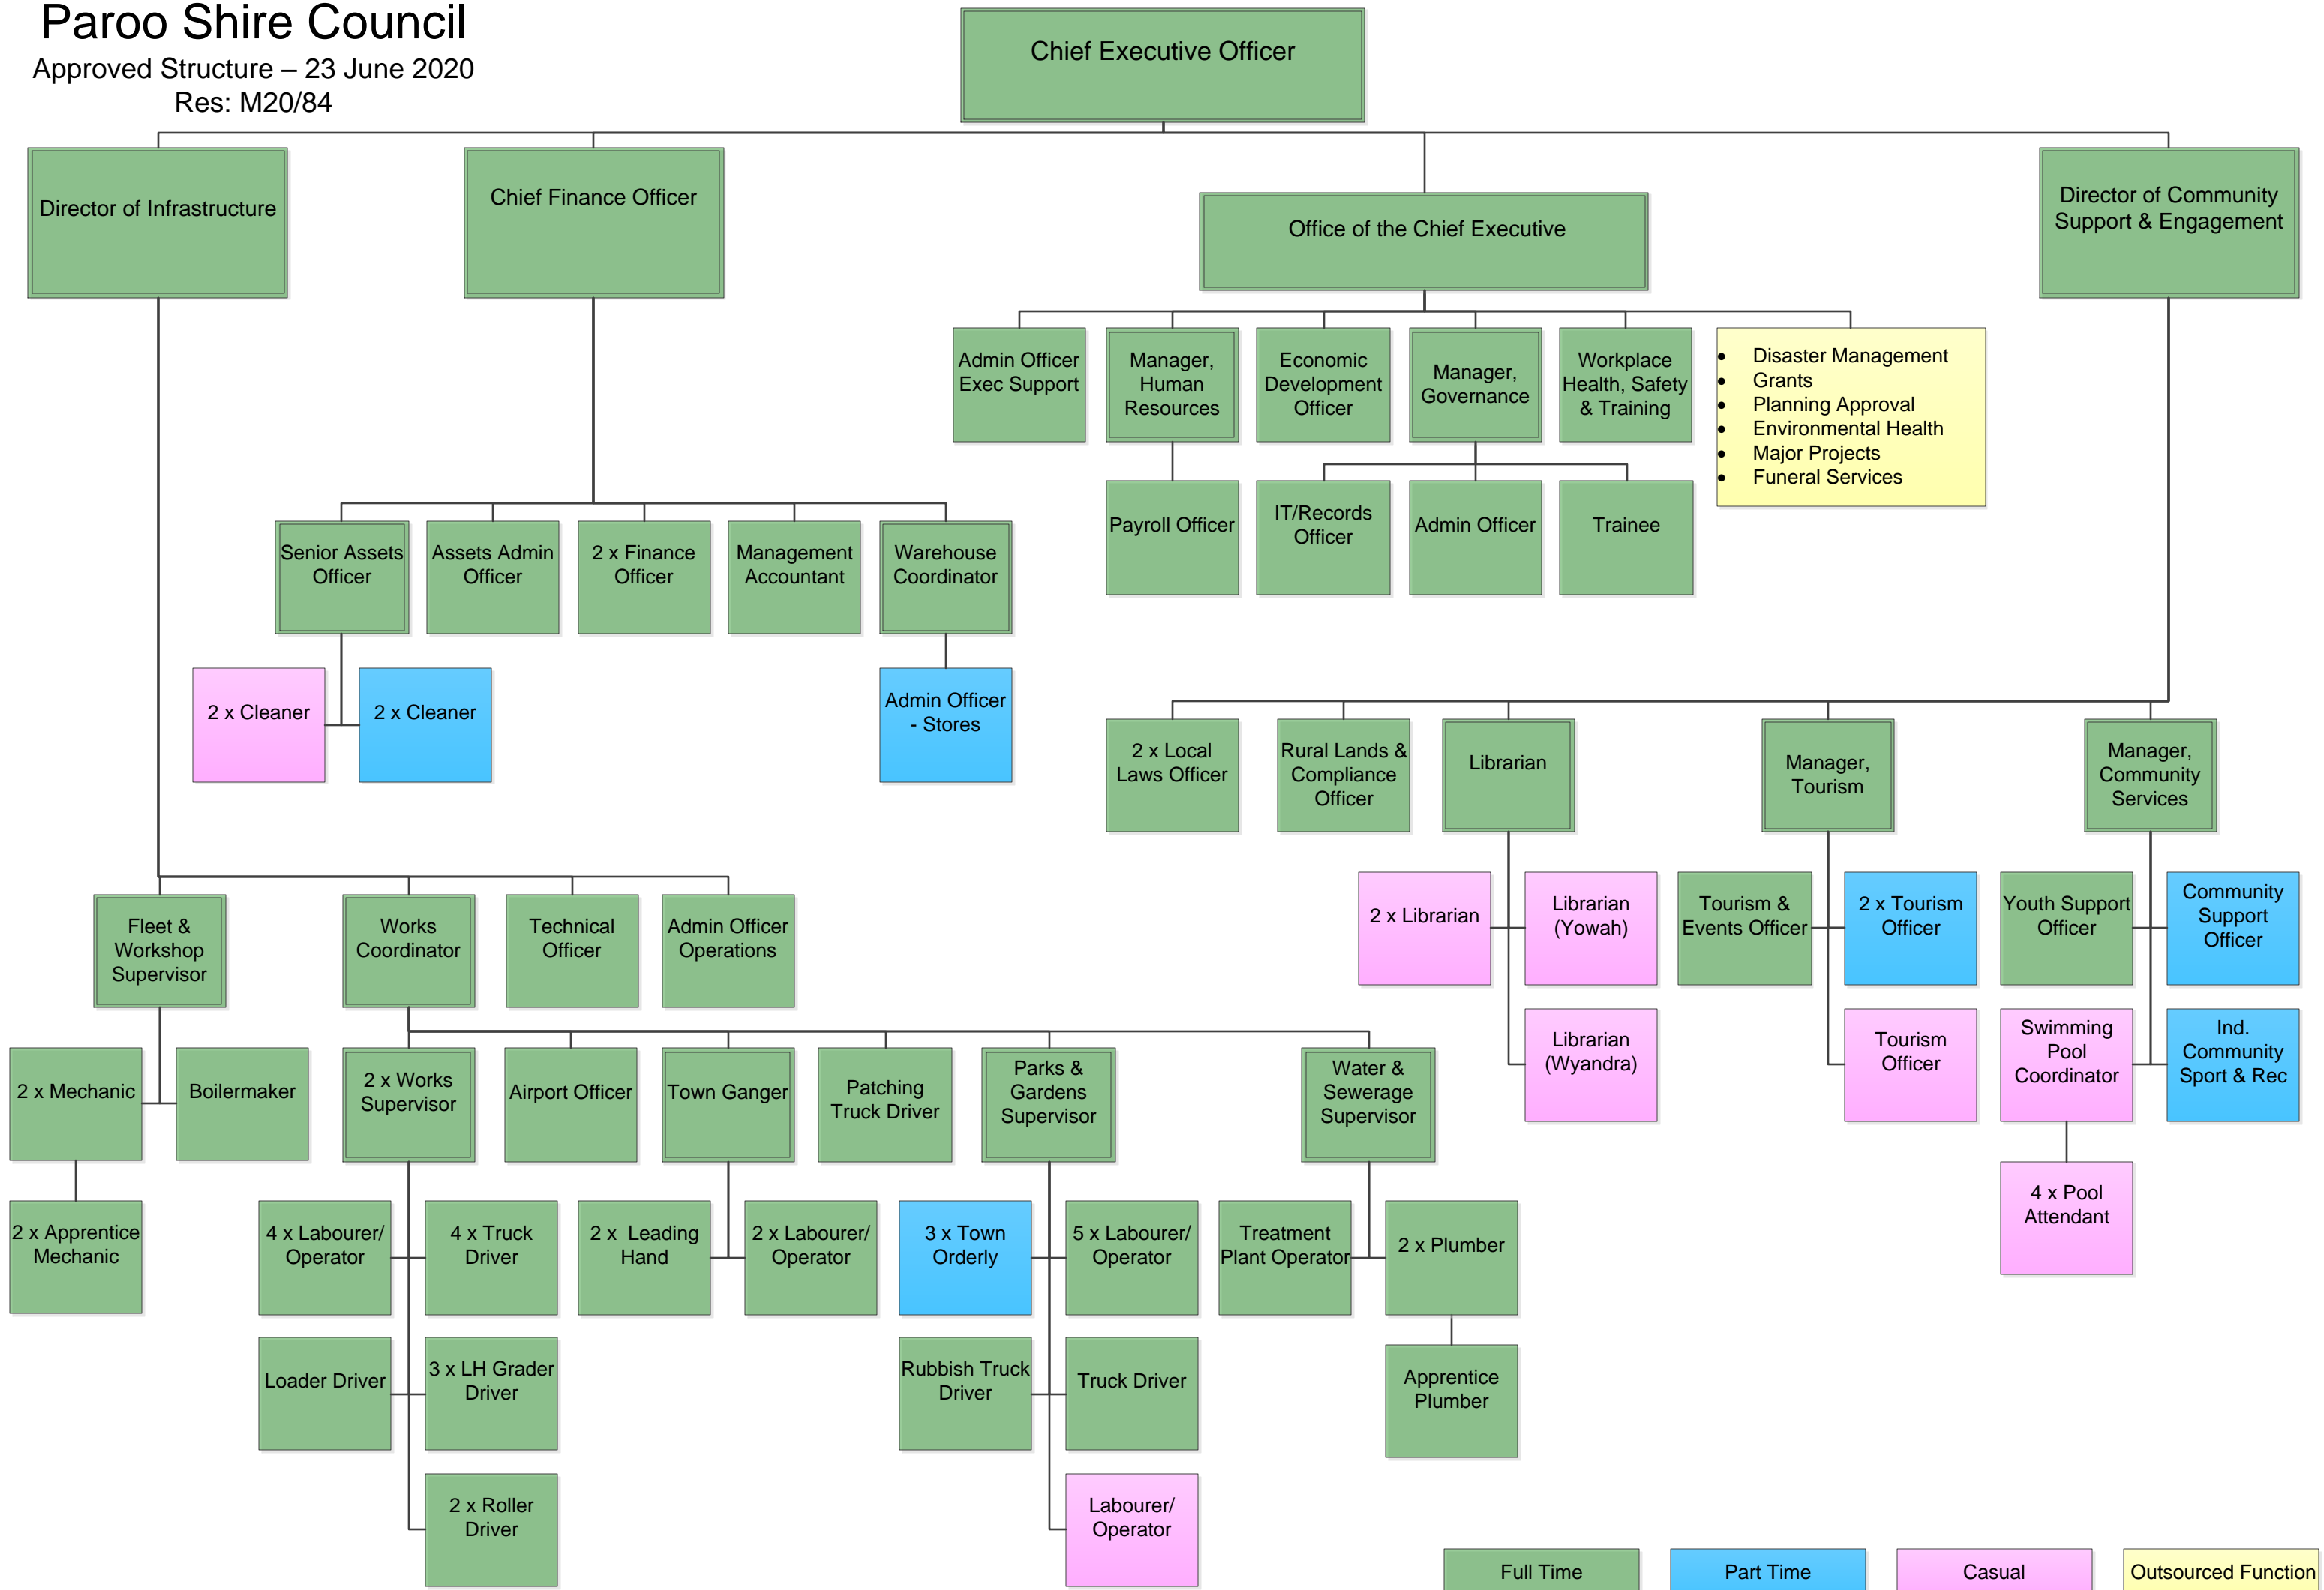 Paroo Shire Council
Approved Structure – 23 June 2020
Res: M20/84
Chief Executive Officer
Director of Infrastructure
Chief Finance Officer
Office of the Chief Executive
Director of Community
Support & Engagement
Admin Officer
Exec Support
Manager,
Human
Resources
Economic
Development
Officer
Manager,
Governance
Workplace
Health, Safety
& Training
• Disaster Management
• Grants
• Planning Approval
• Environmental Health
• Major Projects
• Funeral Services
Payroll Officer
IT/Records
Officer
Admin Officer
Trainee
Senior Assets
Officer
Assets Admin
Officer
2 x Finance
Officer
Management
Accountant
Warehouse
Coordinator
2 x Cleaner
2 x Cleaner
Admin Officer
- Stores
2 x Local
Laws Officer
Rural Lands &
Compliance
Officer
Librarian
Manager,
Tourism
Manager,
Community
Services
2 x Librarian
Librarian
(Yowah)
Tourism &
Events Officer
2 x Tourism
Officer
Youth Support
Officer
Community
Support
Officer
Librarian
(Wyandra)
Tourism
Officer
Swimming
Pool
Coordinator
Ind.
Community
Sport & Rec
4 x Pool
Attendant
Fleet &
Workshop
Supervisor
Works
Coordinator
Technical
Officer
Admin Officer
Operations
2 x Mechanic
Boilermaker
2 x Works
Supervisor
Airport Officer
Town Ganger
Patching
Truck Driver
Parks &
Gardens
Supervisor
Water &
Sewerage
Supervisor
2 x Apprentice
Mechanic
4 x Labourer/
Operator
4 x Truck
Driver
2 x Leading
Hand
2 x Labourer/
Operator
3 x Town
Orderly
5 x Labourer/
Operator
Treatment
Plant Operator
2 x Plumber
Loader Driver
3 x LH Grader
Driver
Rubbish Truck
Driver
Truck Driver
Apprentice
Plumber
2 x Roller
Driver
Labourer/
Operator
Full Time
Part Time
Casual
Outsourced Function